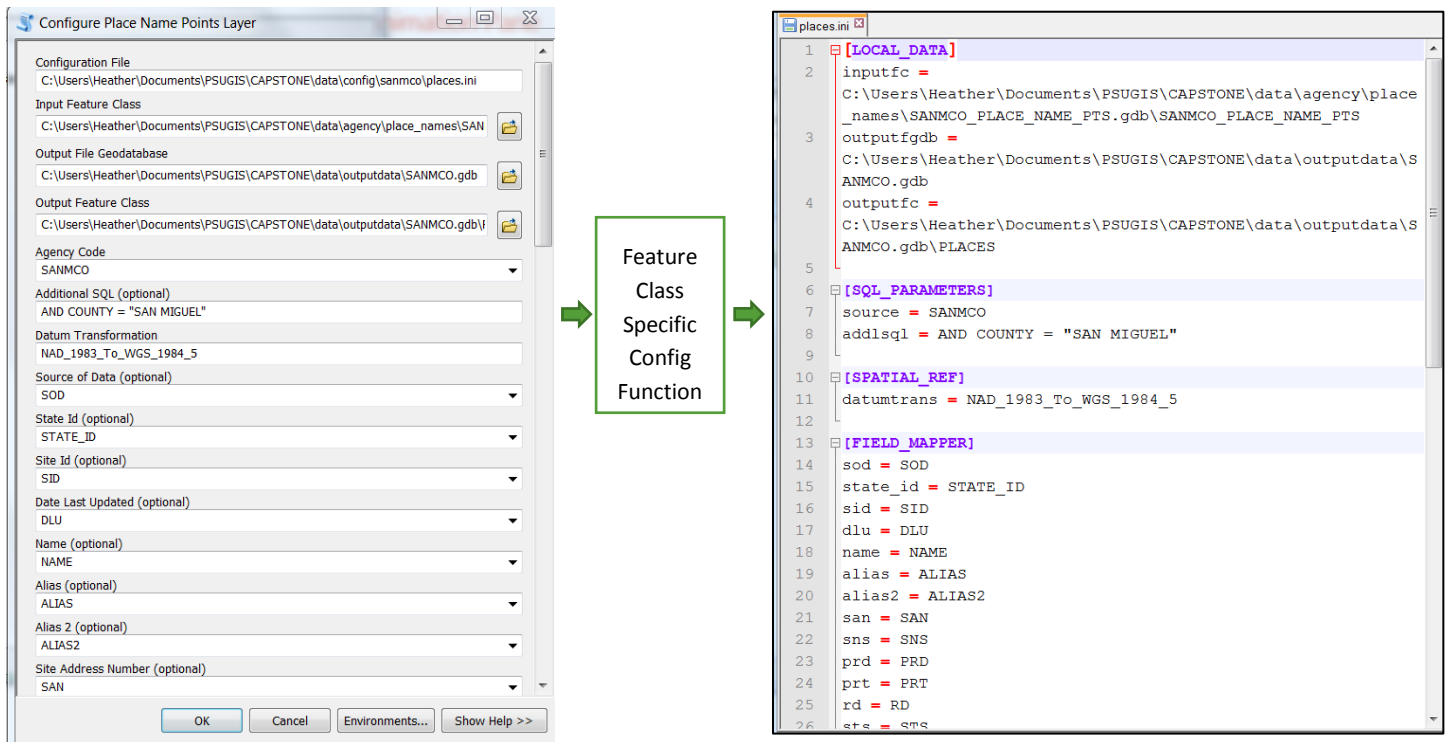 Configure Place Name Points Layer
Configuration File
C:\Users\Heather\Documents\PSUGIS\CAPSTONE\data\config\sanmco\places.ini
Input Feature Class
C:\Users\Heather\Documents\PSUGIS\CAPSTONE\data\agency\place_names\SAN
Output File Geodatabase
C:\Users\Heather\Documents\PSUGIS\CAPSTONE\data\outputdata\SANMCO.gdb
Output Feature Class
C:\Users\Heather\Documents\PSUGIS\CAPSTONE\data\outputdata\SANMCO.gdb\
Agency Code
SANMCO
Additional SQL (optional)
AND COUNTY = "SAN MIGUEL"
Datum Transformation
NAD_1983_To_WGS_1984_5
Source of Data (optional)
SOD
State Id (optional)
STATE_ID
Site Id (optional)
SID
Date Last Updated (optional)
DLU
Name (optional)
NAME
Alias (optional)
ALIAS
Alias 2 (optional)
ALIAS2
Site Address Number (optional)
SAN
OK Cancel Environments... Show Help >>
Feature
Class
Specific
Config
Function
places.ini
1 [LOCAL_DATA]
2 inputfc =
C:\Users\Heather\Documents\PSUGIS\CAPSTONE\data\agency\place
_names\SANMCO_PLACE_NAME_PTS.gdb\SANMCO_PLACE_NAME_PTS
3 outputfgdb =
C:\Users\Heather\Documents\PSUGIS\CAPSTONE\data\outputdata\S
ANMCO.gdb
4 outputfc =
C:\Users\Heather\Documents\PSUGIS\CAPSTONE\data\outputdata\S
ANMCO.gdb\PLACES
5
6 [SQL_PARAMETERS]
7 source = SANMCO
8 addlsql = AND COUNTY = "SAN MIGUEL"
9
10 [SPATIAL_REF]
11 datumtrans = NAD_1983_To_WGS_1984_5
12
13 [FIELD_MAPPER]
14 sod = SOD
15 state_id = STATE_ID
16 sid = SID
17 dlu = DLU
18 name = NAME
19 alias = ALIAS
20 alias2 = ALIAS2
21 san = SAN
22 sns = SNS
23 prd = PRD
24 prt = PRT
25 rd = RD
26 sts = STS